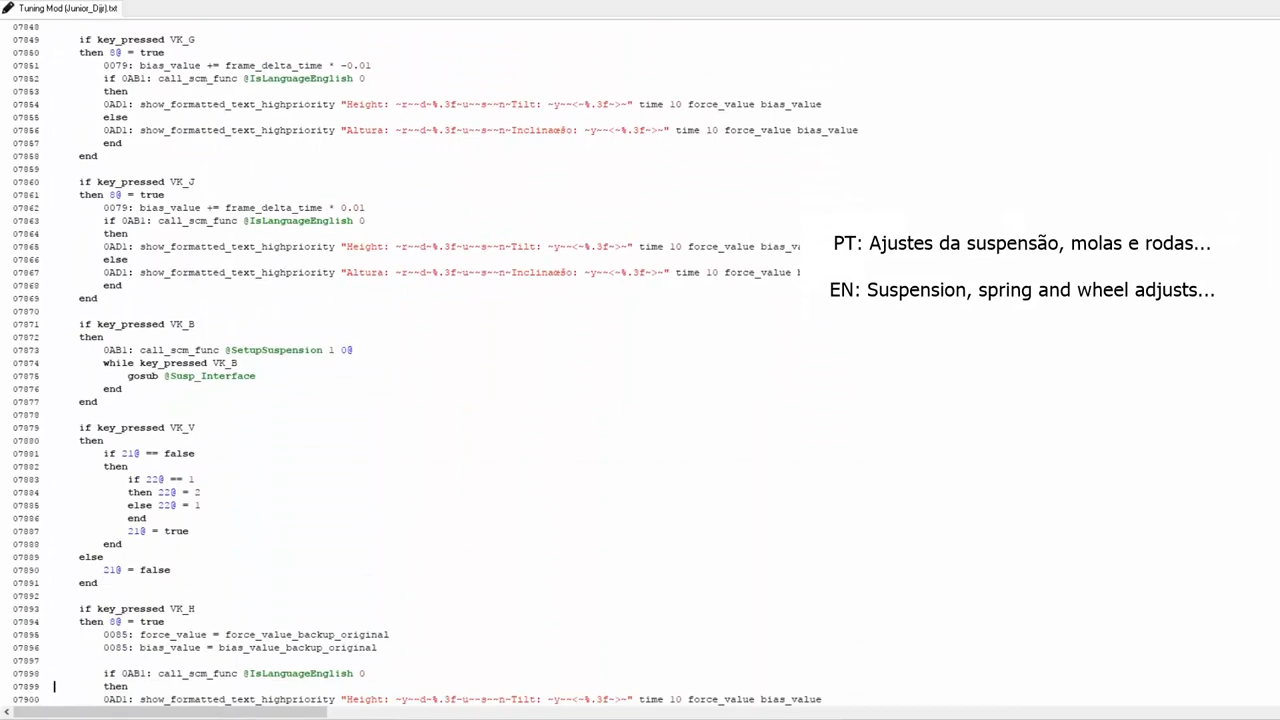 Tuning Mod (Junior_Djjr).txt
07848
07849 if key_pressed VK_G
07850 then 8@ = true
07851 0079: bias_value += frame_delta_time * -0.01
07852 if 0AB1: call_scm_func @IsLanguageEnglish 0
07853 then
07854 0AD1: show_formatted_text_highpriority "Height: ~r~~d~%.3f~u~~s~~n~Tilt: ~y~~<~%.3f~>~" time 10 force_value bias_value
07855 else
07856 0AD1: show_formatted_text_highpriority "Altura: ~r~~d~%.3f~u~~s~~n~Inclinaœšo: ~y~~<~%.3f~>~" time 10 force_value bias_value
07857 end
07858 end
07859
07860 if key_pressed VK_J
07861 then 8@ = true
07862 0079: bias_value += frame_delta_time * 0.01
07863 if 0AB1: call_scm_func @IsLanguageEnglish 0
07864 then
07865 0AD1: show_formatted_text_highpriority "Height: ~r~~d~%.3f~u~~s~~n~Tilt: ~y~~<~%.3f~>~" time 10 force_value bias_va
07866 else
07867 0AD1: show_formatted_text_highpriority "Altura: ~r~~d~%.3f~u~~s~~n~Inclinaœšo: ~y~~<~%.3f~>~" time 10 force_value
07868 end
07869 end
07870
07871 if key_pressed VK_B
07872 then
07873 0AB1: call_scm_func @SetupSuspension 1 0@
07874 while key_pressed VK_B
07875 gosub @Susp_Interface
07876 end
07877 end
07878
07879 if key_pressed VK_V
07880 then
07881 if 21@ == false
07882 then
07883 if 22@ == 1
07884 then 22@ = 2
07885 else 22@ = 1
07886 end
07887 21@ = true
07888 end
07889 else
07890 21@ = false
07891 end
07892
07893 if key_pressed VK_H
07894 then 8@ = true
07895 0085: force_value = force_value_backup_original
07896 0085: bias_value = bias_value_backup_original
07897
07898 if 0AB1: call_scm_func @IsLanguageEnglish 0
07899 then
07900 0AD1: show_formatted_text_highpriority "Height: ~y~~d~%.3f~u~~s~~n~Tilt: ~y~~<~%.3f~>~" time 10 force_value bias_value
PT: Ajustes da suspensão, molas e rodas...
EN: Suspension, spring and wheel adjusts...